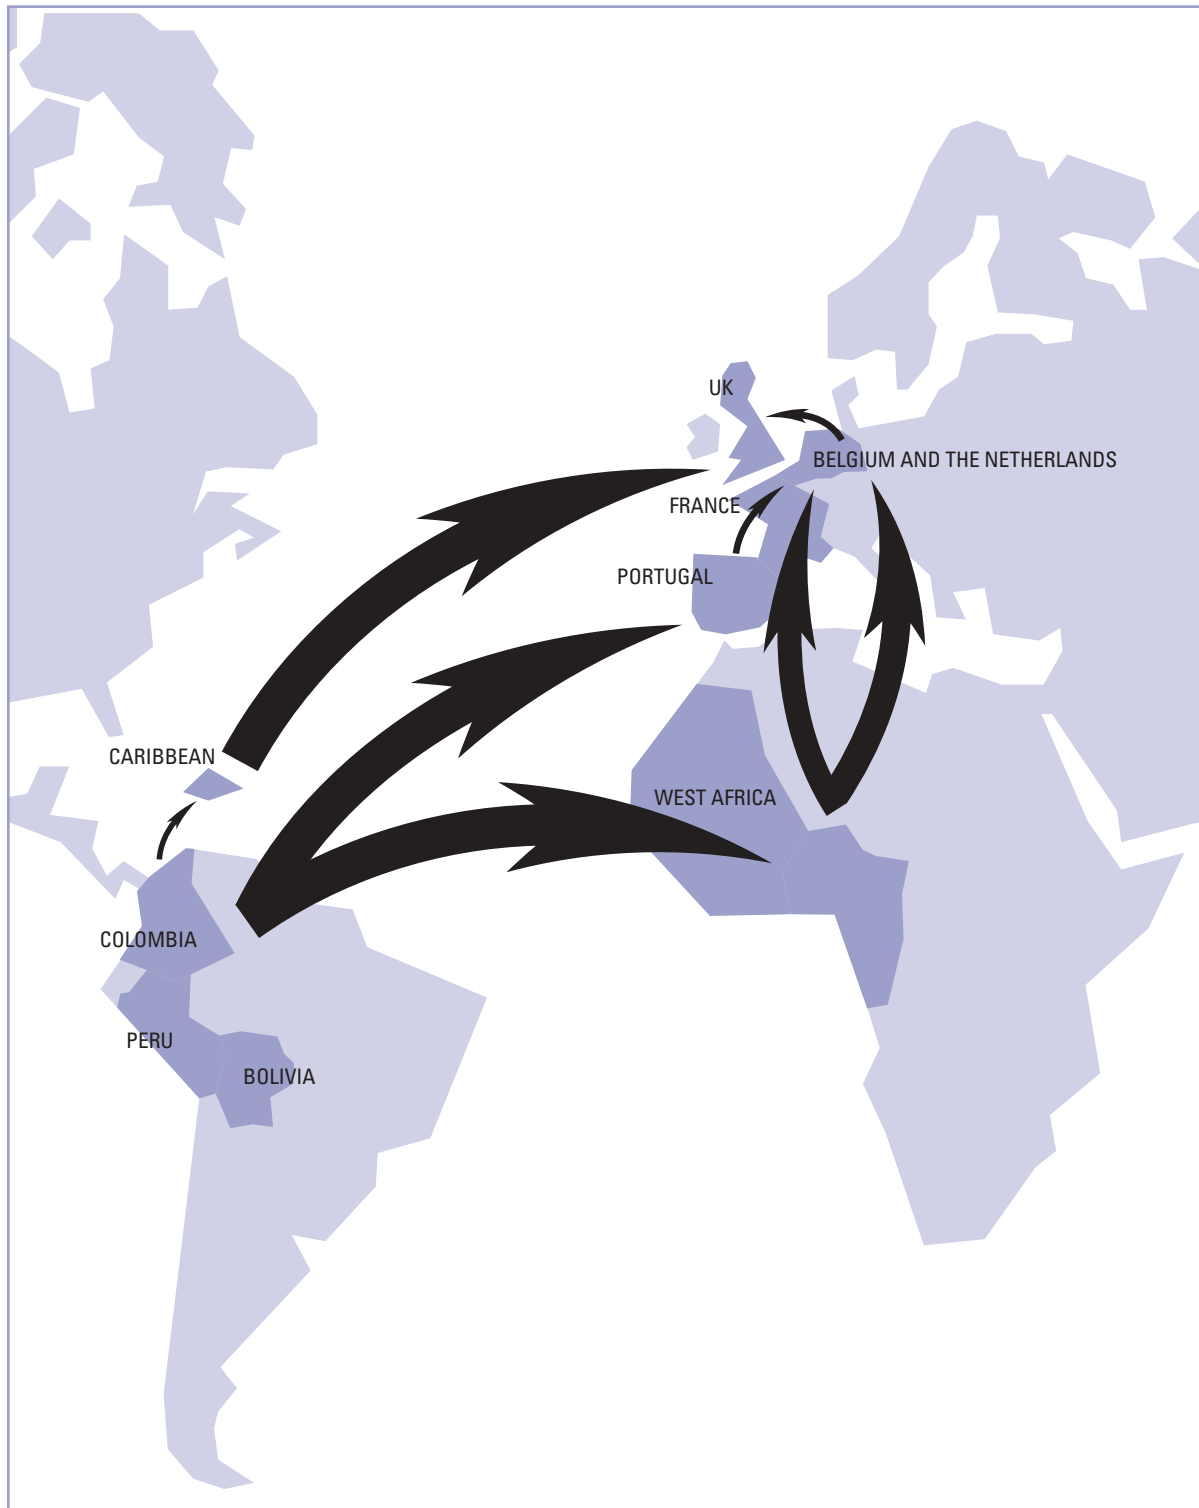 UK
BELGIUM AND THE NETHERLANDS
FRANCE
PORTUGAL
CARIBBEAN
WEST AFRICA
COLOMBIA
PERU
BOLIVIA